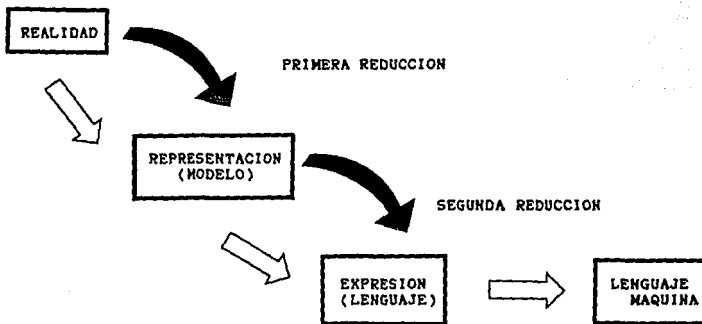 REALIDAD
PRIMERA REDUCCION
REPRESENTACION
(MODELO)
SEGUNDA REDUCCION
EXPRESION
(LENGUAJE)
LENGUAJE
MAQUINA